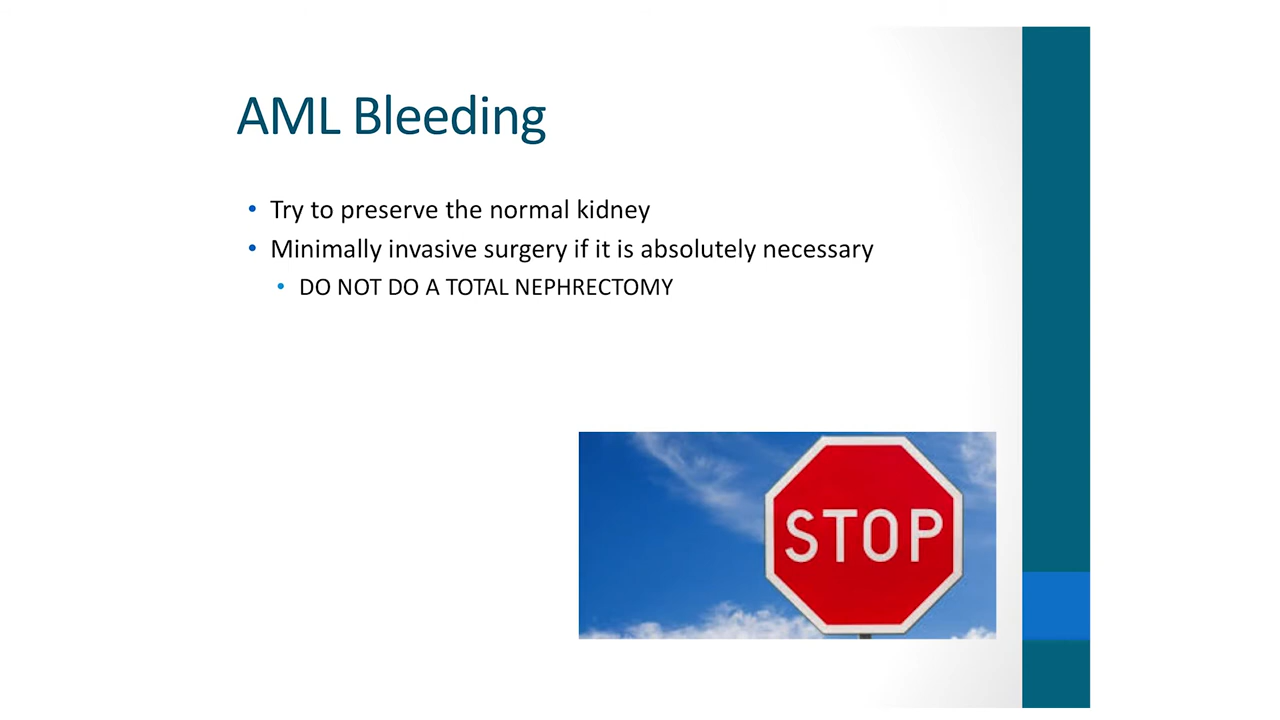 AML Bleeding
• Try to preserve the normal kidney
• Minimally invasive surgery if it is absolutely necessary
• DO NOT DO A TOTAL NEPHRECTOMY
STOP